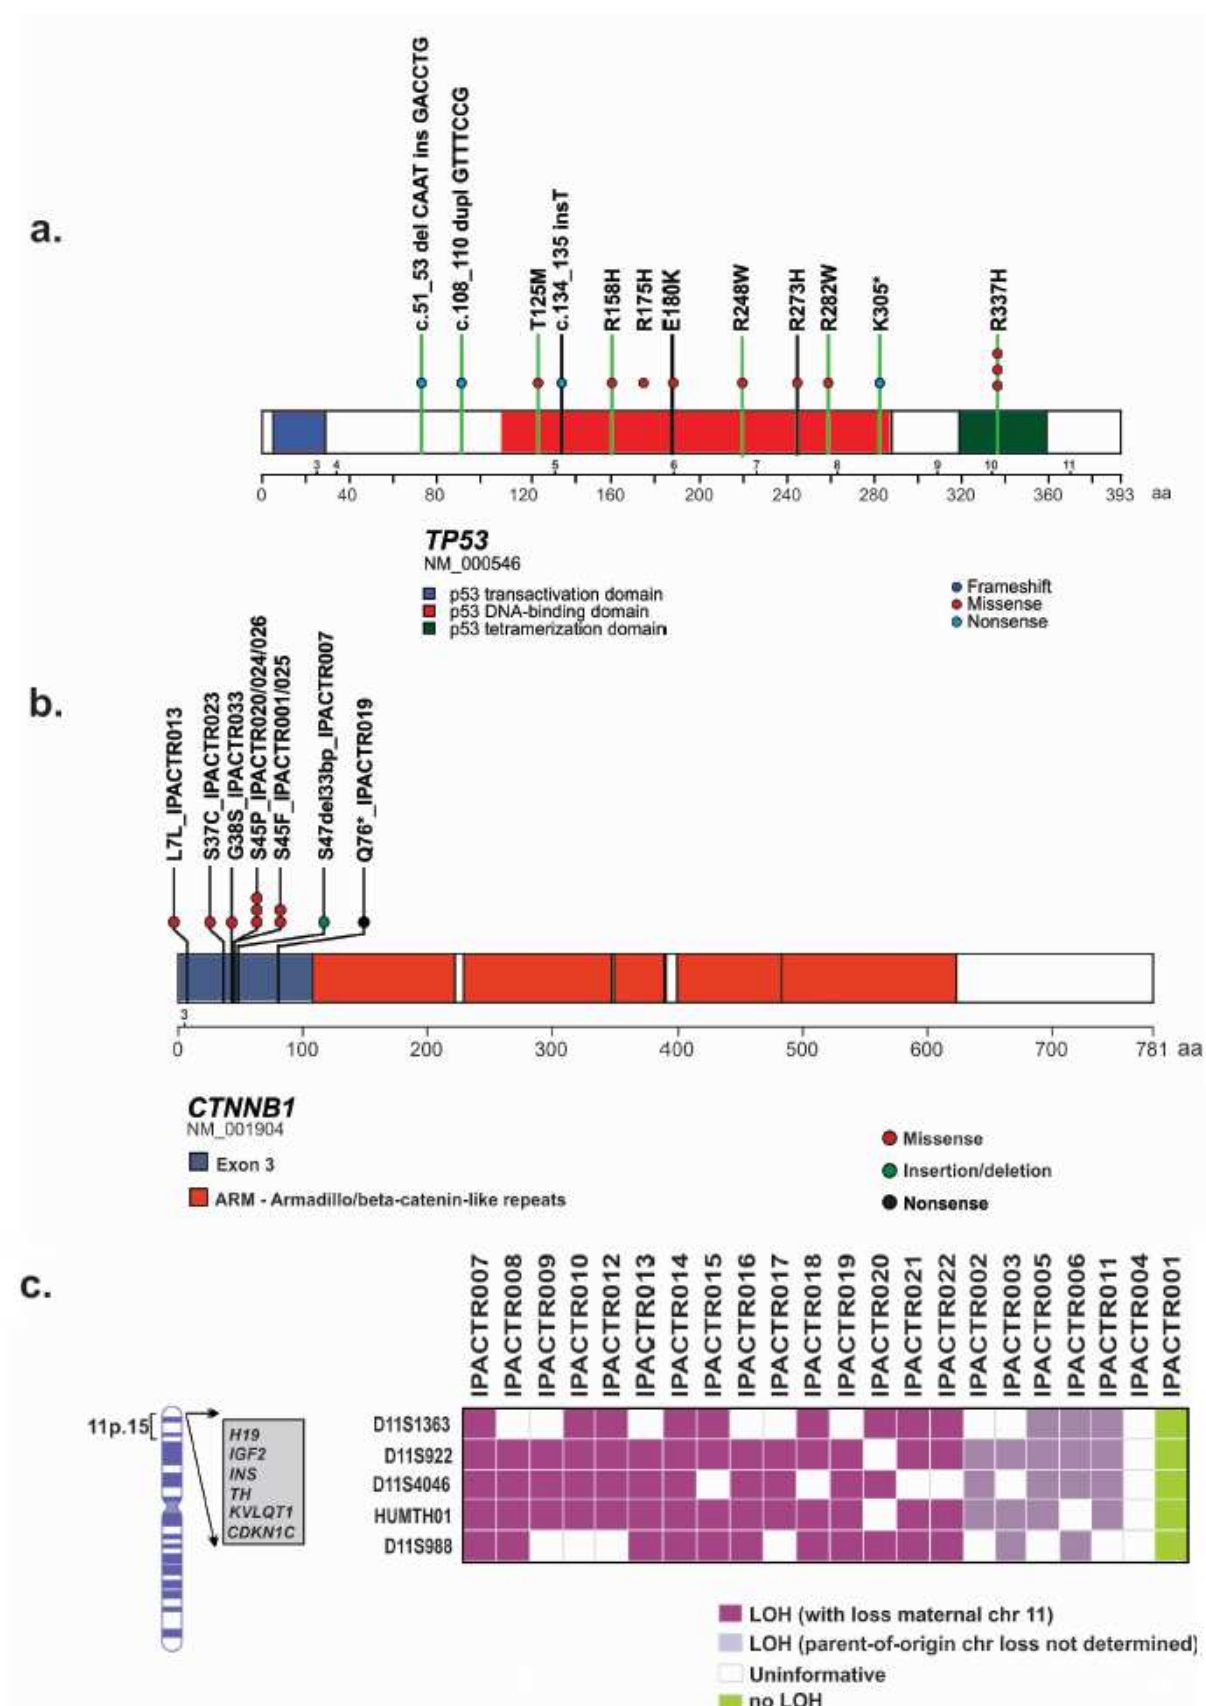 a.
c.51_53 del CAAT ins GACCTG
c.108_110 dupl GTTTCCG
T125M
c.134_135 insT
R158H
R175H
E180K
R248W
R273H
R282W
K305*
R337H
3 4 5 6 7 8 9 10 11
0 40 80 120 160 200 240 280 320 360 393 aa
TP53
NM_000546
p53 transactivation domain
p53 DNA-binding domain
p53 tetramerization domain
Frameshift
Missense
Nonsense
b.
L7L_IPACTR013
S37C_IPACTR023
G38S_IPACTR033
S45P_IPACTR020/024/026
S45F_IPACTR001/025
S47del33bp_IPACTR007
Q76*_IPACTR019
3
0 100 200 300 400 500 600 700 781 aa
CTNNB1
NM_001904
Exon 3
ARM - Armadillo/beta-catenin-like repeats
Missense
Insertion/deletion
Nonsense
c.
IPACTR007
IPACTR008
IPACTR009
IPACTR010
IPACTR012
IPACTR013
IPACTR014
IPACTR015
IPACTR016
IPACTR017
IPACTR018
IPACTR019
IPACTR020
IPACTR021
IPACTR022
IPACTR002
IPACTR003
IPACTR005
IPACTR006
IPACTR011
IPACTR004
IPACTR001
11p.15
H19
IGF2
INS
TH
KVLQT1
CDKN1C
D11S1363
D11S922
D11S4046
HUMTH01
D11S988
LOH (with loss maternal chr 11)
LOH (parent-of-origin chr loss not determined)
Uninformative
no LOH